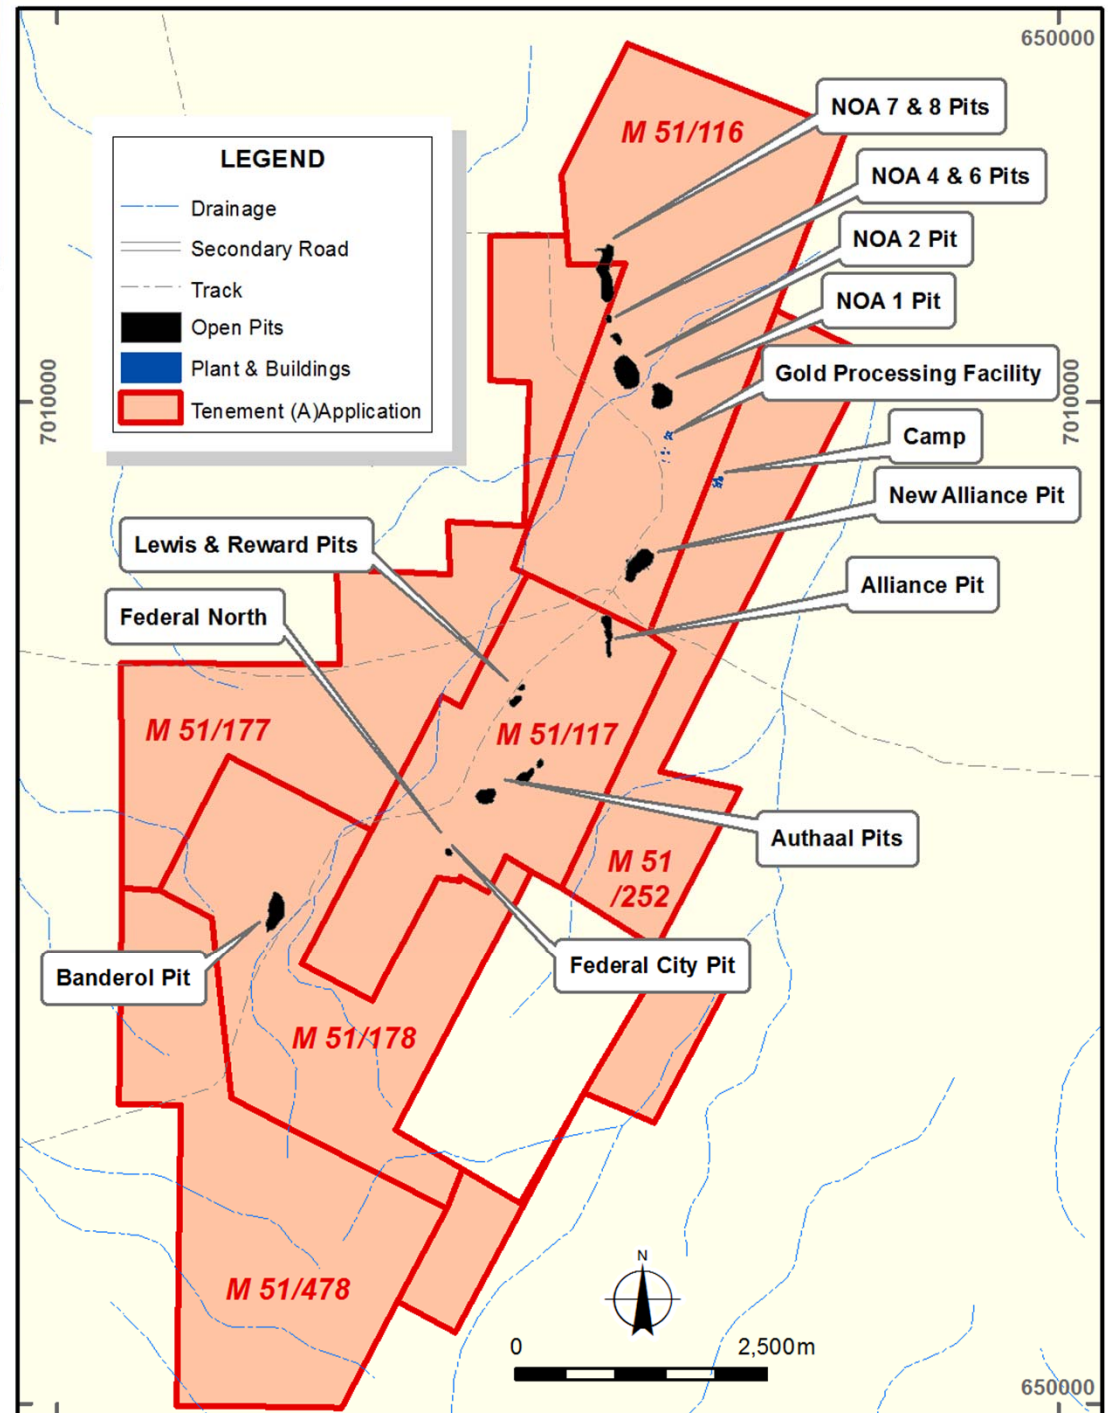 650000
NOA 7 & 8 Pits
M 51/116
LEGEND
Drainage
Secondary Road
Track
Open Pits
Plant & Buildings
Tenement (A)Application
NOA 4 & 6 Pits
NOA 2 Pit
NOA 1 Pit
Gold Processing Facility
7010000
7010000
Camp
New Alliance Pit
Lewis & Reward Pits
Alliance Pit
Federal North
M 51/177
M 51/117
Authaal Pits
M 51
/252
Federal City Pit
Banderol Pit
M 51/178
M 51/478
N
0
2,500m
650000